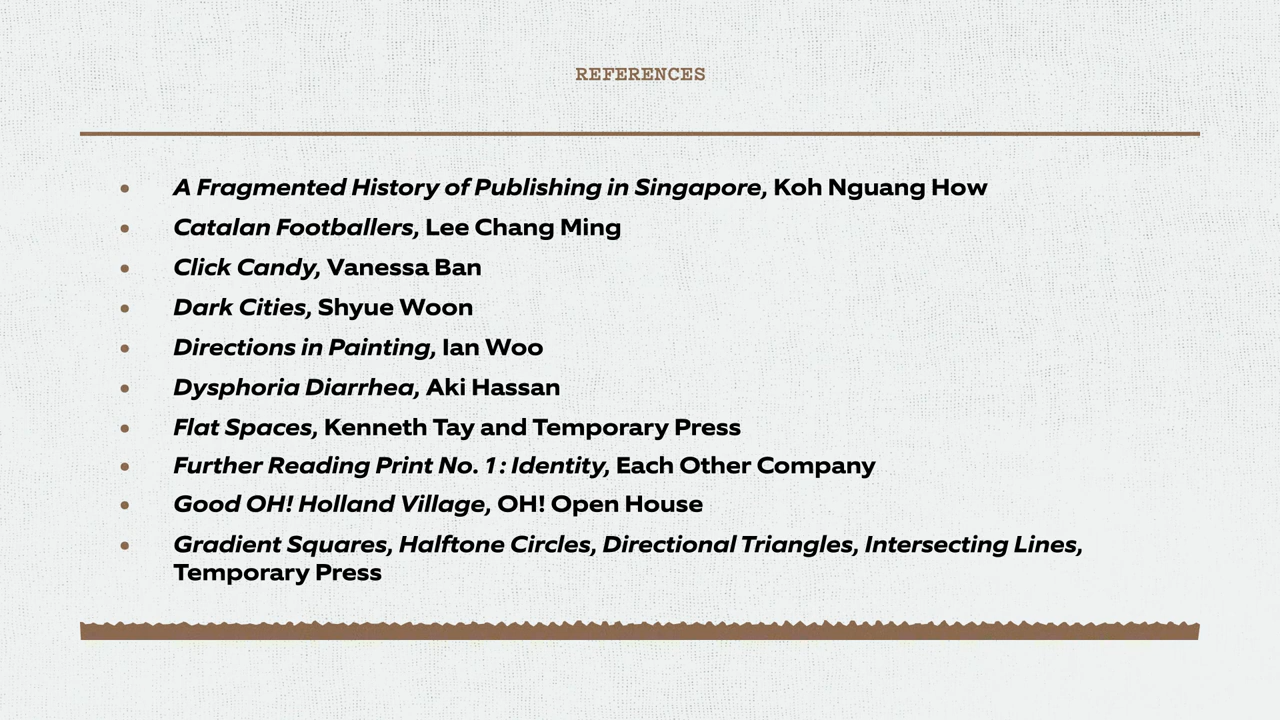 REFERENCES
• A Fragmented History of Publishing in Singapore, Koh Nguang How
• Catalan Footballers, Lee Chang Ming
• Click Candy, Vanessa Ban
• Dark Cities, Shyue Woon
• Directions in Painting, Ian Woo
• Dysphoria Diarrhea, Aki Hassan
• Flat Spaces, Kenneth Tay and Temporary Press
• Further Reading Print No. 1: Identity, Each Other Company
• Good OH! Holland Village, OH! Open House
• Gradient Squares, Halftone Circles, Directional Triangles, Intersecting Lines,
Temporary Press